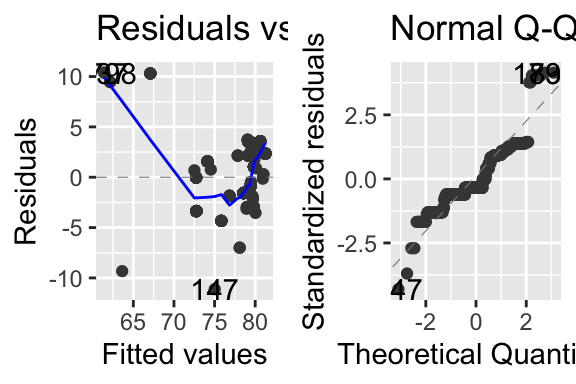 Residuals vs
Residuals
10
5
0
-5
-10
147
65
70
75
80
Fitted values
Normal Q-Q
Standardized residuals
2.5
0.0
-2.5
47
-2
0
2
Theoretical Quanti